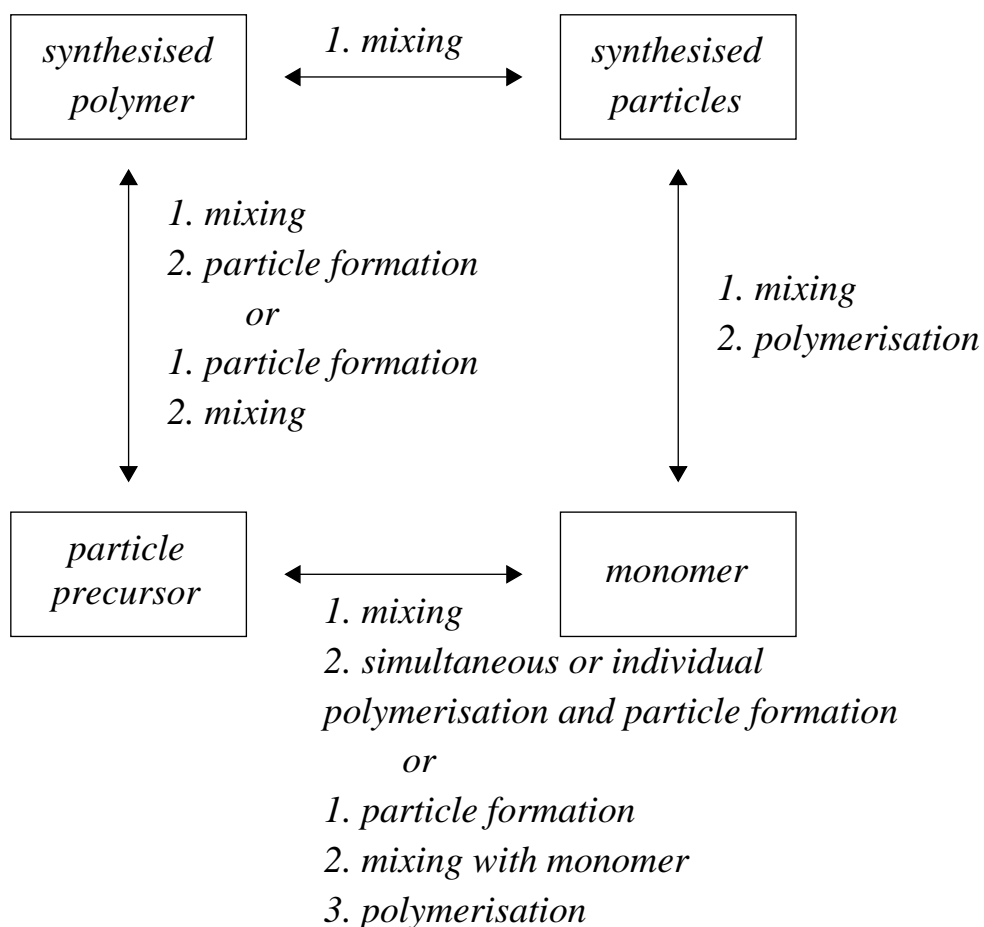 synthesised
polymer
1. mixing
synthesised
particles
1. mixing
2. particle formation
or
1. particle formation
2. mixing
1. mixing
2. polymerisation
particle
precursor
monomer
1. mixing
2. simultaneous or individual
polymerisation and particle formation
or
1. particle formation
2. mixing with monomer
3. polymerisation